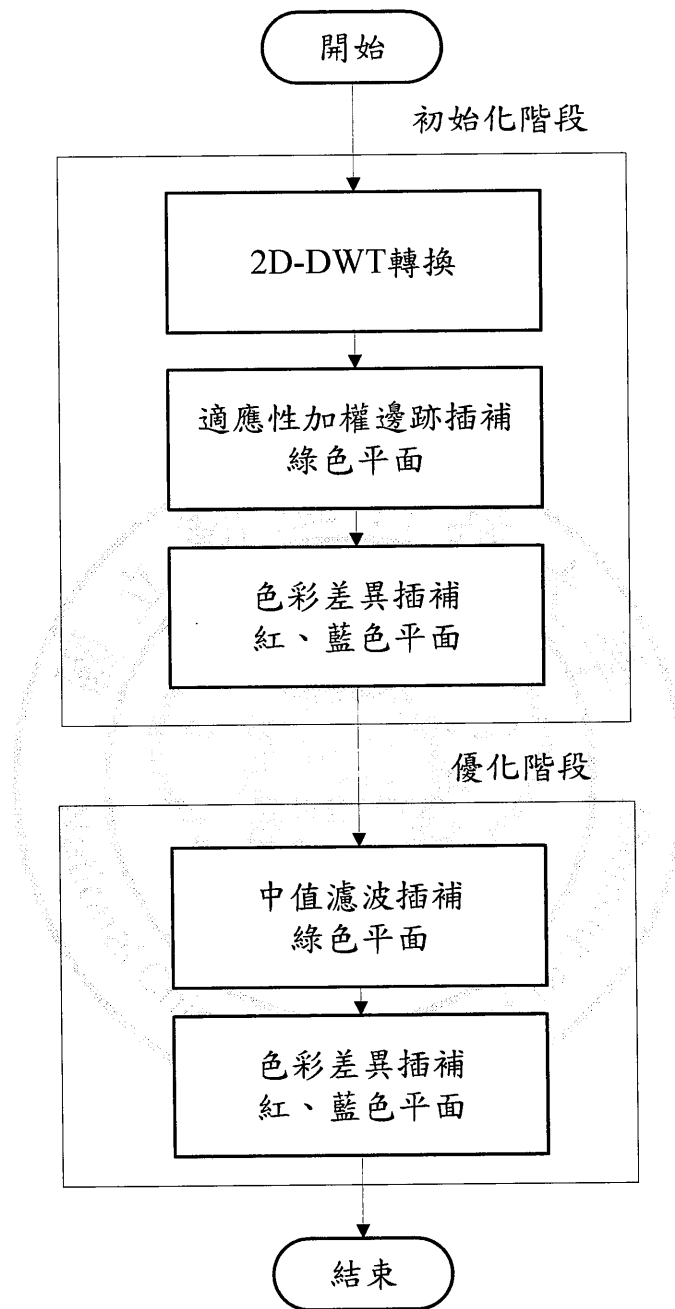 開始
初始化階段
2D-DWT轉換
適應性加權邊跡插補
綠色平面
色彩差異插補
紅、藍色平面
優化階段
中值濾波插補
綠色平面
色彩差異插補
紅、藍色平面
結束